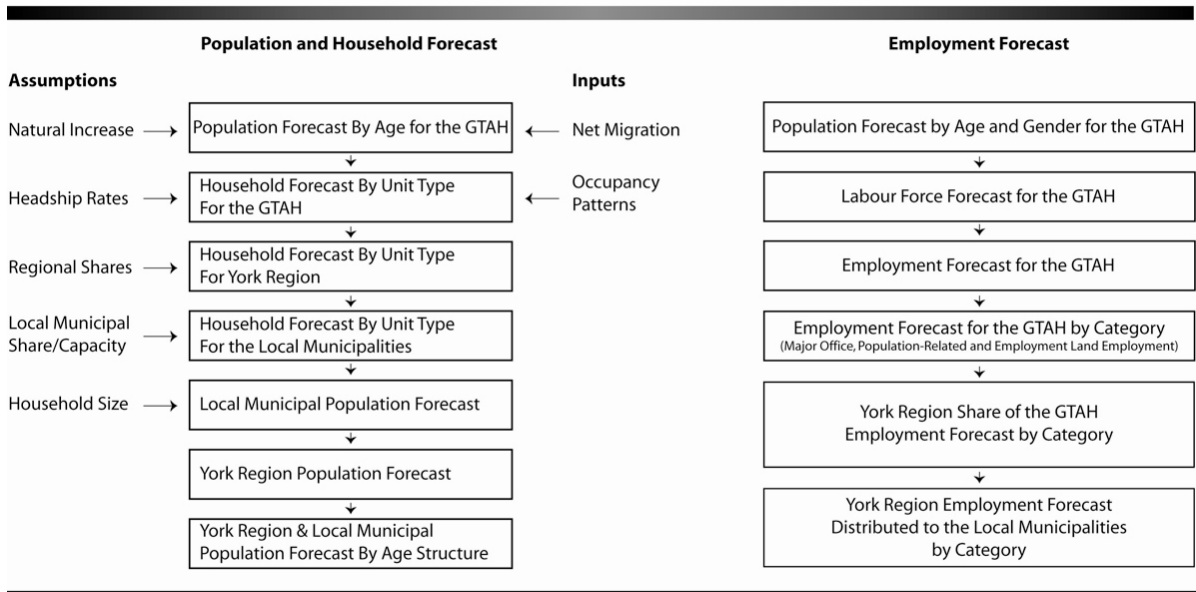 Population and Household Forecast
Employment Forecast
Assumptions
Inputs
Natural Increase
Population Forecast By Age for the GTAH
Net Migration
Headship Rates
Household Forecast By Unit Type
For the GTAH
Occupancy
Patterns
Regional Shares
Household Forecast By Unit Type
For York Region
Local Municipal
Share/Capacity
Household Forecast By Unit Type
For the Local Municipalities
Household Size
Local Municipal Population Forecast
York Region Population Forecast
York Region & Local Municipal
Population Forecast By Age Structure
Population Forecast by Age and Gender for the GTAH
Labour Force Forecast for the GTAH
Employment Forecast for the GTAH
Employment Forecast for the GTAH by Category
(Major Office, Population-Related and Employment Land Employment)
York Region Share of the GTAH
Employment Forecast by Category
York Region Employment Forecast
Distributed to the Local Municipalities
by Category